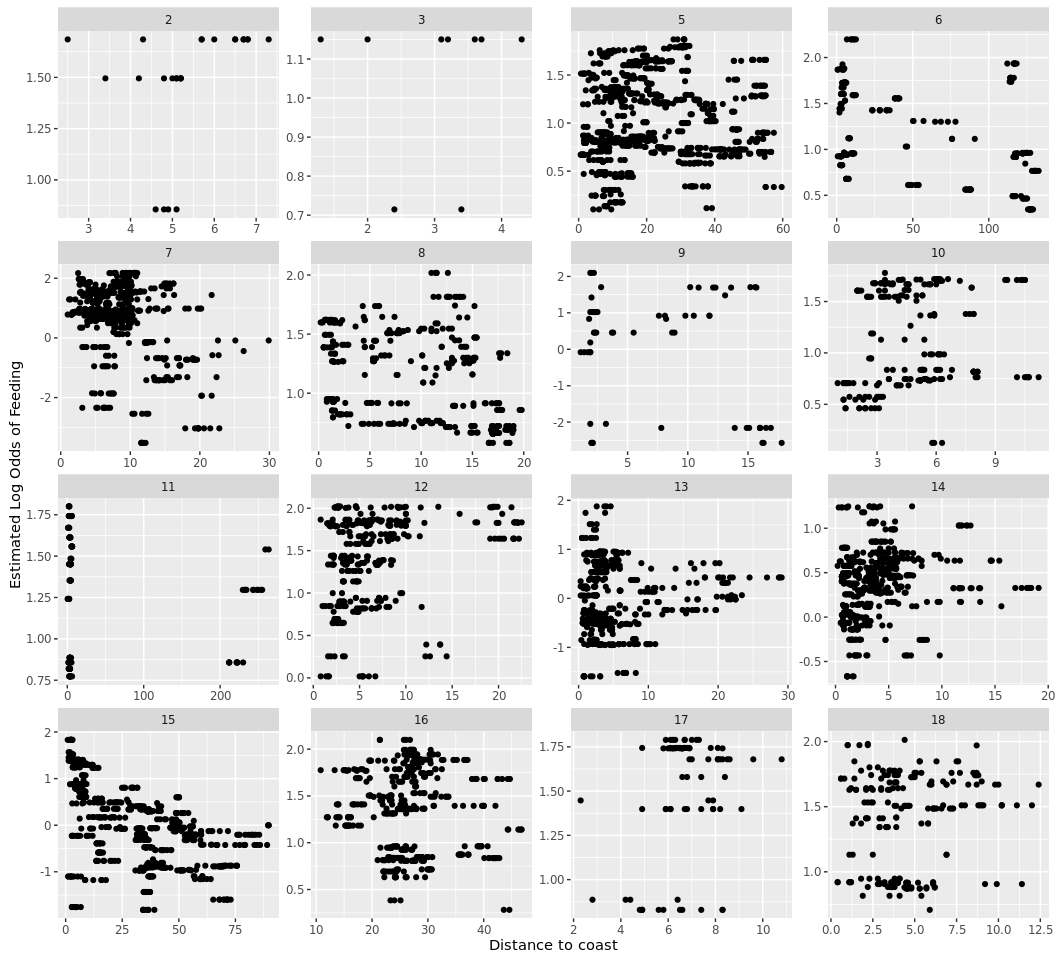 2 3 5 6
1.50 1.25 1.00
1.1 1.0 0.9 0.8 0.7
1.5 1.0 0.5
2.0 1.5 1.0 0.5
3 4 5 6 7
2 3 4
0 20 40 60
0 50 100
7 8 9 10
2 0 -2
2.0 1.5 1.0
2 1 0 -1 -2
1.5 1.0 0.5
0 10 20 30
0 5 10 15 20
5 10 15
3 6 9
Estimated Log Odds of Feeding
11 12 13 14
1.75 1.50 1.25 1.00 0.75
2.0 1.5 1.0 0.5 0.0
2 1 0 -1
1.0 0.5 0.0 -0.5
0 100 200
0 5 10 15 20
0 10 20 30
0 5 10 15 20
15 16 17 18
2 1 0 -1
2.0 1.5 1.0 0.5
1.75 1.50 1.25 1.00
2.0 1.5 1.0
0 25 50 75
10 20 30 40
2 4 6 8 10
0.0 2.5 5.0 7.5 10.0 12.5
Distance to coast